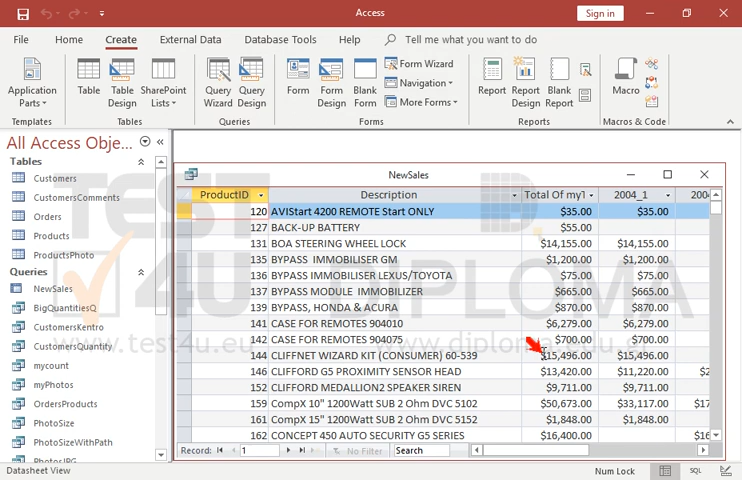 Access
Sign in
File Home Create External Data Database Tools Help Tell me what you want to do
Application Parts
Table
Table Design
SharePoint Lists
Query Wizard
Query Design
Form
Form Design
Blank Form
Form Wizard
Navigation
More Forms
Report
Report Design
Blank Report
Macro
Templates Tables Queries Forms Reports Macros & Code
All Access Obje...
Tables
Customers
CustomersComments
Orders
Products
ProductsPhoto
Queries
NewSales
BigQuantitiesQ
CustomersKentro
CustomersQuantity
mycount
myPhotos
OrdersProducts
PhotoSize
PhotoSizeWithPath
PhotosJPG
NewSales
ProductID Description Total Of myT 2004_1 2004
120 AVIStart 4200 REMOTE Start ONLY $35.00 $35.00
127 BACK-UP BATTERY $55.00
131 BOA STEERING WHEEL LOCK $14,155.00 $14,155.00
135 BYPASS IMMOBILISER GM $1,200.00 $1,200.00
136 BYPASS IMMOBILISER LEXUS/TOYOTA $75.00 $75.00
137 BYPASS MODULE IMMOBILIZER $665.00 $665.00
139 BYPASS, HONDA & ACURA $870.00 $870.00
141 CASE FOR REMOTES 904010 $6,279.00 $6,279.00
142 CASE FOR REMOTES 904075 $700.00 $700.00
144 CLIFFNET WIZARD KIT (CONSUMER) 60-539 $15,496.00 $15,496.00
146 CLIFFORD G5 PROXIMITY SENSOR HEAD $13,420.00 $11,220.00 $2
152 CLIFFORD MEDALLION2 SPEAKER SIREN $9,711.00 $9,711.00
159 CompX 10" 1200Watt SUB 2 Ohm DVC 5102 $50,673.00 $33,117.00 $17
161 CompX 15" 1200Watt SUB 2 Ohm DVC 5152 $1,848.00 $1,848.00
162 CONCEPT 450 AUTO SECURITY G5 SERIES $16,400.00 $16
Record: 1 No Filter Search
Datasheet View Num Lock SQL
TEST 4U
DIPLOMA
www.test4u.eu
www.diploma.edu.g